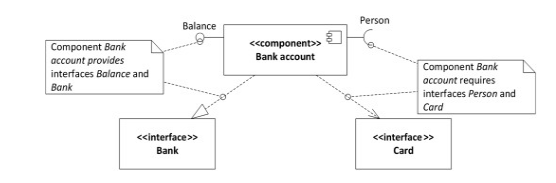 Person
Balance
<<component>>
Bank account
Component Bank
account provides
interfaces Balance and
Bank
Component Bank
account requires
interfaces Person and
Card
<<interface>>
Bank
<<interface>>
Card